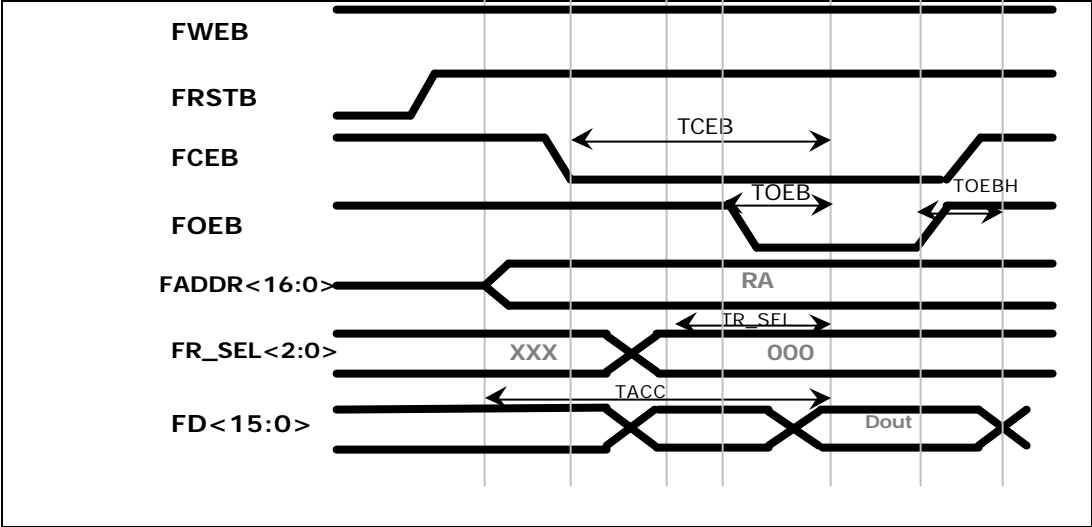 FWEB
FRSTB
TCEB
FCEB
TOEBH
TOEB
FOEB
FADDR<16:0>
RA
TR_SEL
FR_SEL<2:0>
XXX
000
TACC
FD<15:0>
Dout